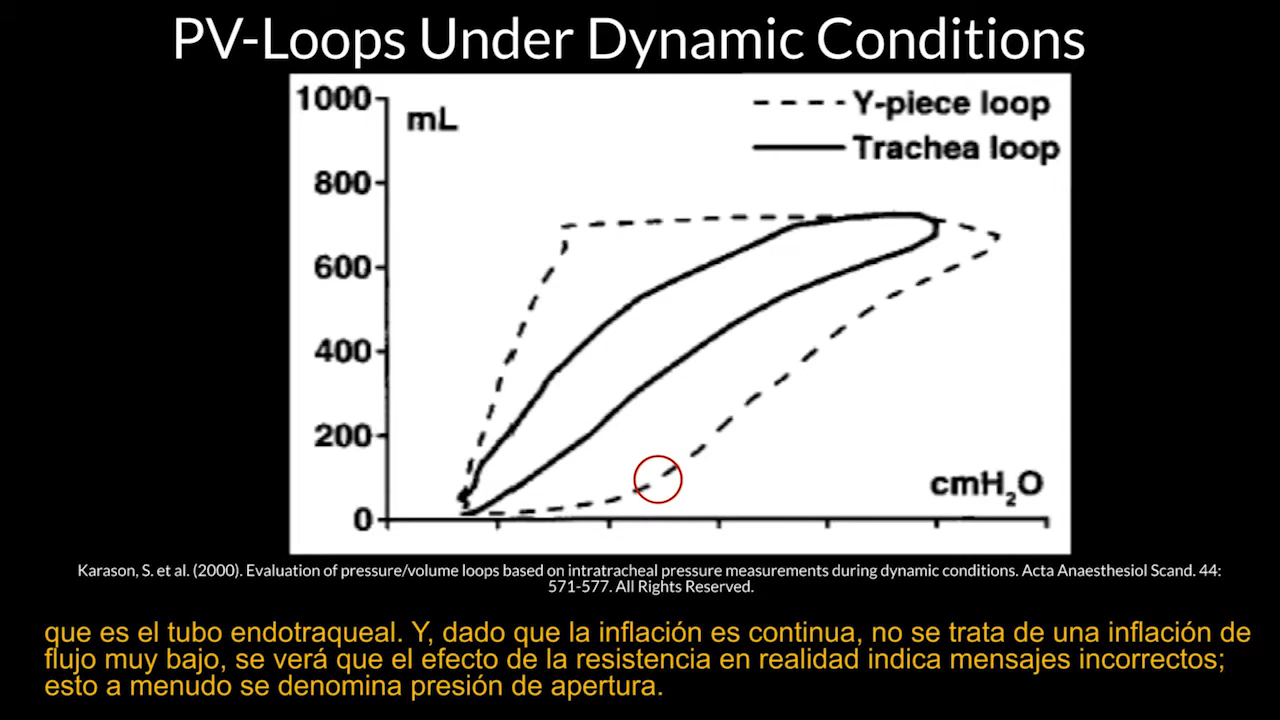 PV-Loops Under Dynamic Conditions
1000
mL
Y-piece loop
Trachea loop
800
600
400
200
0
cmH₂O
Karason, S. et al. (2000). Evaluation of pressure/volume loops based on intratracheal pressure measurements during dynamic conditions. Acta Anaesthesiol Scand. 44:
571-577. All Rights Reserved.
que es el tubo endotraqueal. Y, dado que la inflación es continua, no se trata de una inflación de
flujo muy bajo, se verá que el efecto de la resistencia en realidad indica mensajes incorrectos;
esto a menudo se denomina presión de apertura.